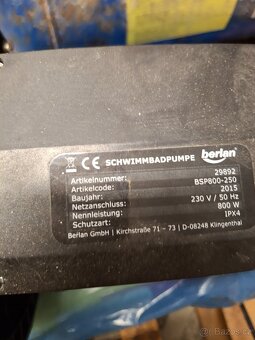 CE SCHWIMMBADPUMPE berlan
Artikelnummer: 29892
Artikelcode: BSP800-250
Baujahr: 2015
Netzanschluss: 230 V / 50 Hz
Nennleistung: 800 W
Schutzart: IPX4
Berlan GmbH | Kirchstraße 71 – 73 | D-08248 Klingenthal